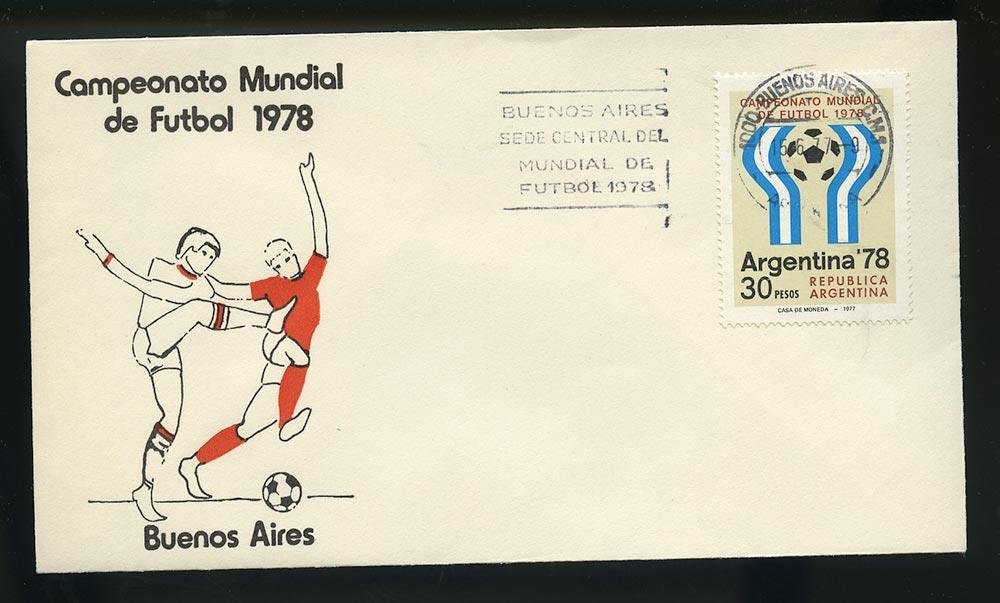 Campeonato Mundial
de Futbol 1978
BUENOS AIRES
SEDE CENTRAL DEL
MUNDIAL DE
FUTBOL 1978
1000-BUENOS AIRES
CAMPEONATO MUNDIAL
DE FUTBOL 1978
Argentina '78
30 PESOS
REPUBLICA
ARGENTINA
CASA DE MONEDA - 1977
Buenos Aires